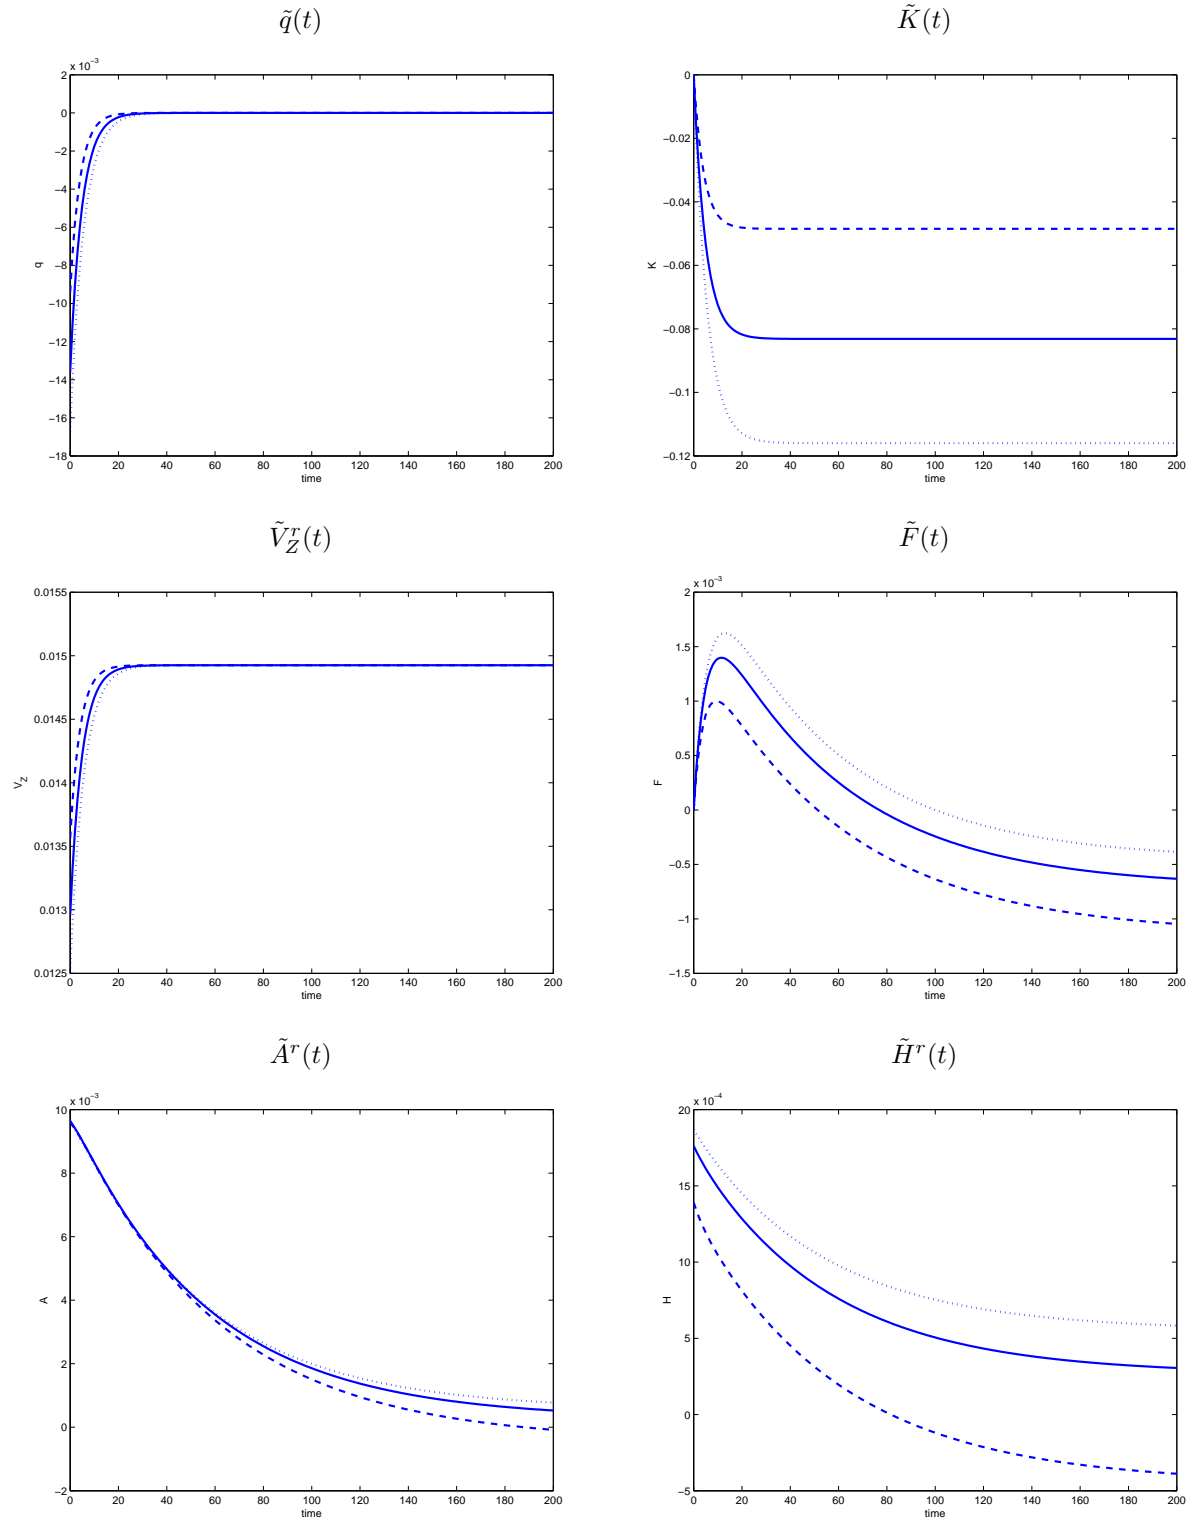 q̃(t) K̃(t)
x 10⁻³
2
0
−2
−4
−6
−8
−10
−12
−14
−16
−18
q
0 20 40 60 80 100 120 140 160 180 200
time
0
−0.02
−0.04
−0.06
−0.08
−0.1
−0.12
K
0 20 40 60 80 100 120 140 160 180 200
time
Ṽ_Z^r(t) F̃(t)
0.0155
0.015
0.0145
0.014
0.0135
0.013
0.0125
V_Z
0 20 40 60 80 100 120 140 160 180 200
time
x 10⁻³
2
1.5
1
0.5
0
−0.5
−1
−1.5
F
0 20 40 60 80 100 120 140 160 180 200
time
Ã^r(t) H̃^r(t)
x 10⁻³
10
8
6
4
2
0
−2
A
0 20 40 60 80 100 120 140 160 180 200
time
x 10⁻⁴
20
15
10
5
0
−5
H
0 20 40 60 80 100 120 140 160 180 200
time